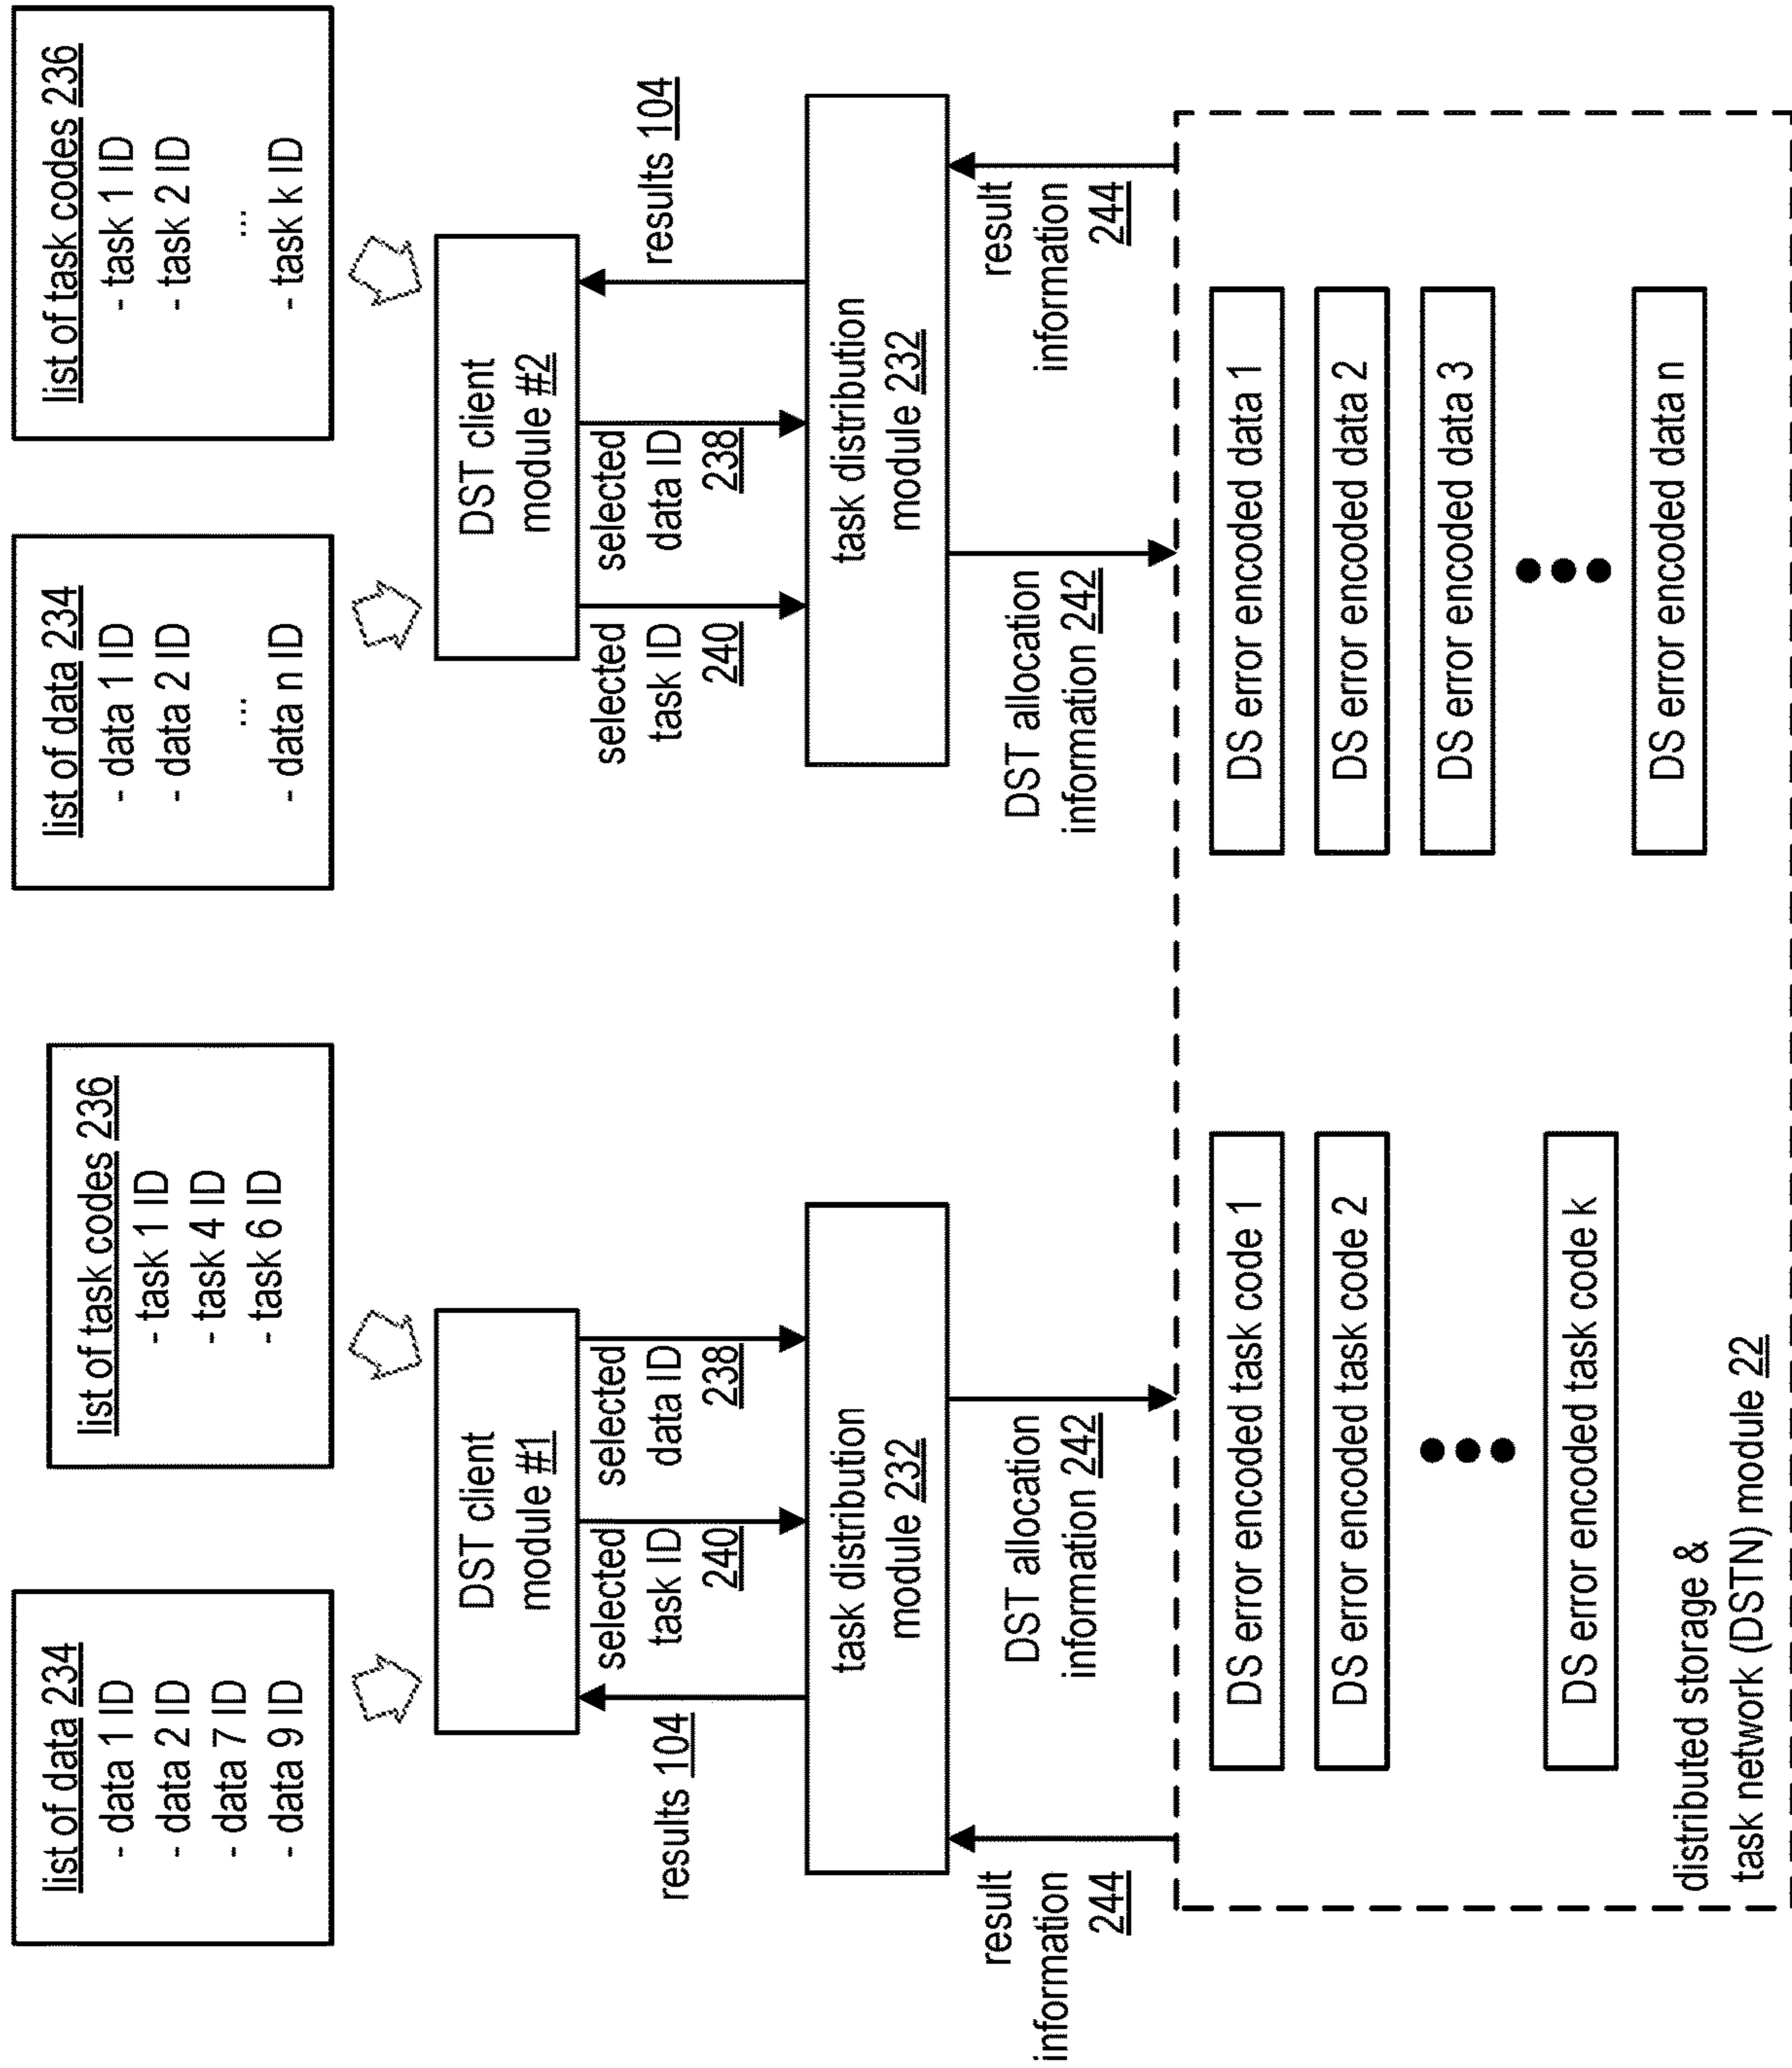 list of data 234
- data 1 ID
- data 2 ID
- data 7 ID
- data 9 ID
list of task codes 236
- task 1 ID
- task 4 ID
- task 6 ID
list of data 234
- data 1 ID
- data 2 ID
...
- data n ID
list of task codes 236
- task 1 ID
- task 2 ID
...
- task k ID
DST client
module #1
DST client
module #2
results 104
selected
task ID
240
selected
data ID
238
selected
task ID
240
selected
data ID
238
results 104
task distribution
module 232
task distribution
module 232
result
information
244
DST allocation
information 242
DST allocation
information 242
result
information
244
DS error encoded task code 1
DS error encoded task code 2
DS error encoded task code k
DS error encoded data 1
DS error encoded data 2
DS error encoded data 3
DS error encoded data n
distributed storage &
task network (DSTN) module 22